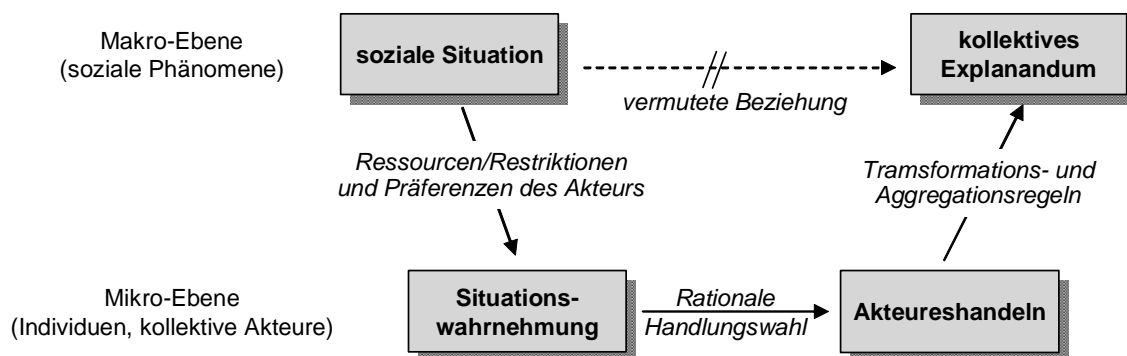 Makro-Ebene
(soziale Phänomene)
soziale Situation
kollektives
Explanandum
vermutete Beziehung
Ressourcen/Restriktionen
und Präferenzen des Akteurs
Tramsformations- und
Aggregationsregeln
Mikro-Ebene
(Individuen, kollektive Akteure)
Situations-
wahrnehmung
Rationale
Handlungswahl
Akteureshandeln